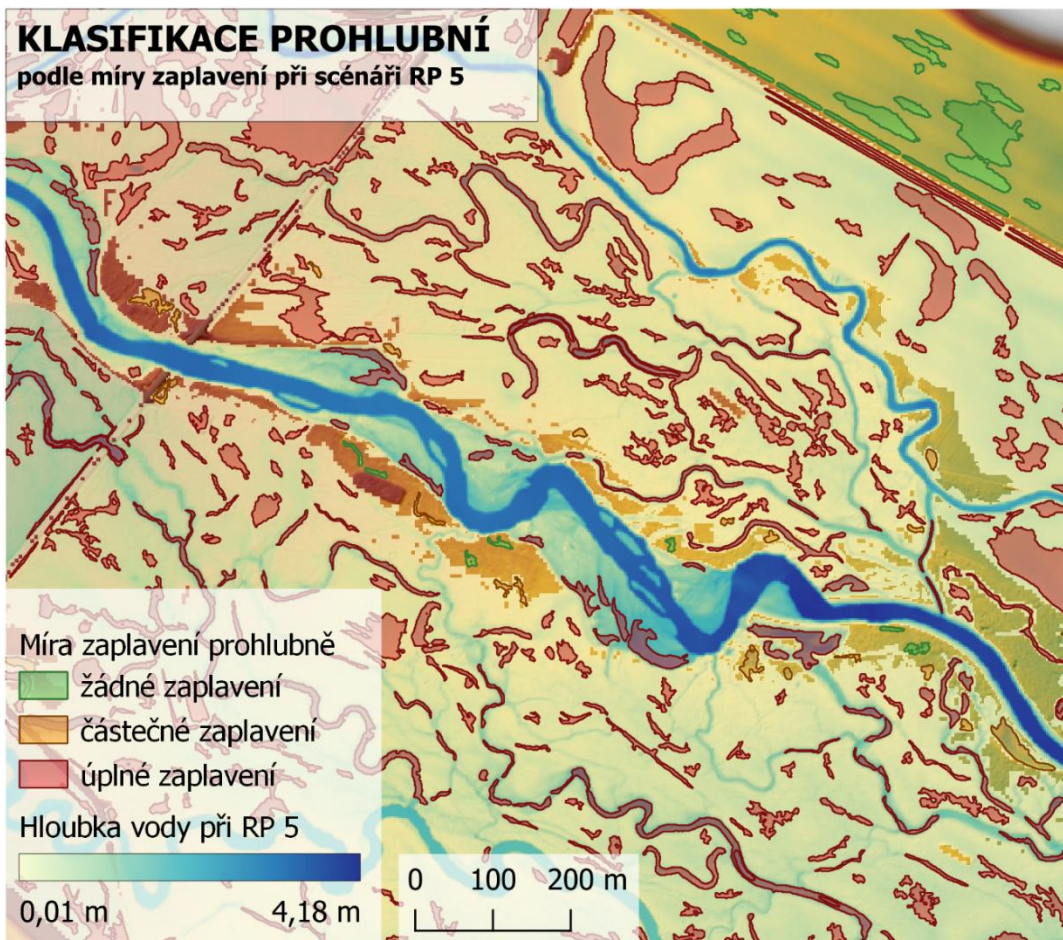 KLASIFIKACE PROHLUBNÍ
podle míry zaplavení při scénáři RP 5
Míra zaplavení prohlubně
žádné zaplavení
částečné zaplavení
úplné zaplavení
Hloubka vody při RP 5
0,01 m 4,18 m
0 100 200 m